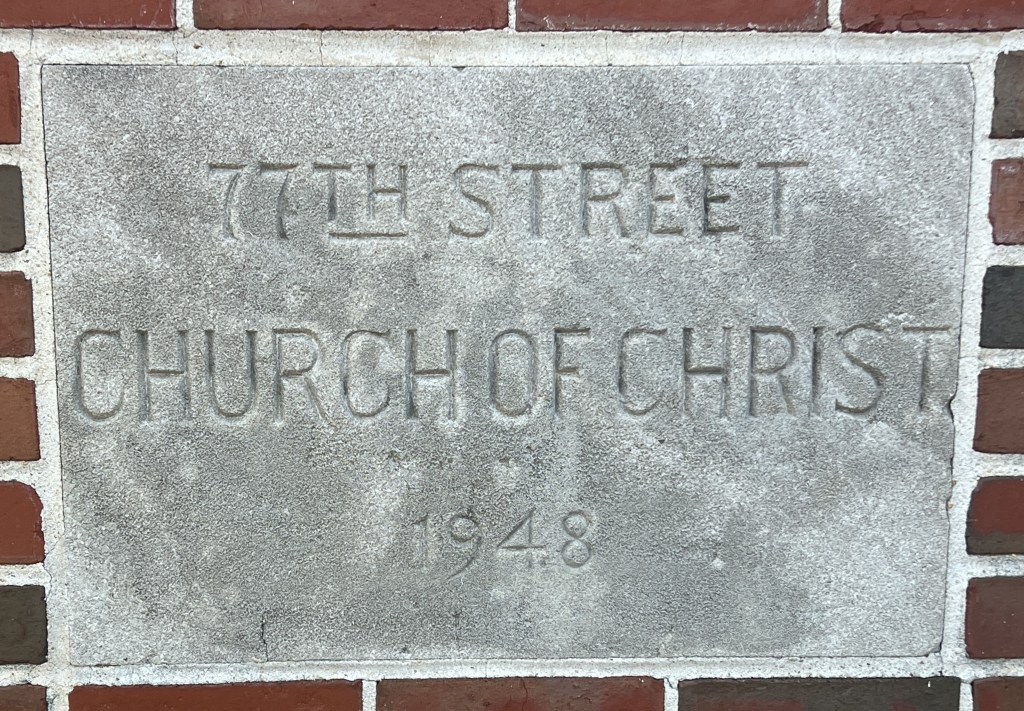 77TH STREET
CHURCH OF CHRIST
1948